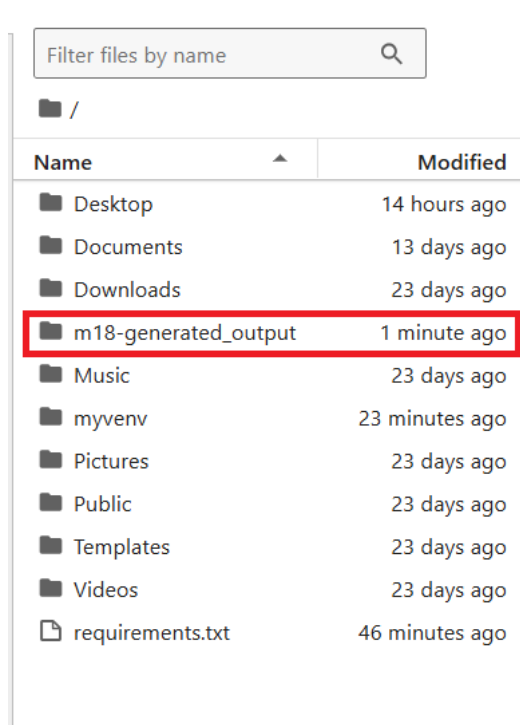 Filter files by name
/
Name Modified
Desktop 14 hours ago
Documents 13 days ago
Downloads 23 days ago
m18-generated_output 1 minute ago
Music 23 days ago
myvenv 23 minutes ago
Pictures 23 days ago
Public 23 days ago
Templates 23 days ago
Videos 23 days ago
requirements.txt 46 minutes ago